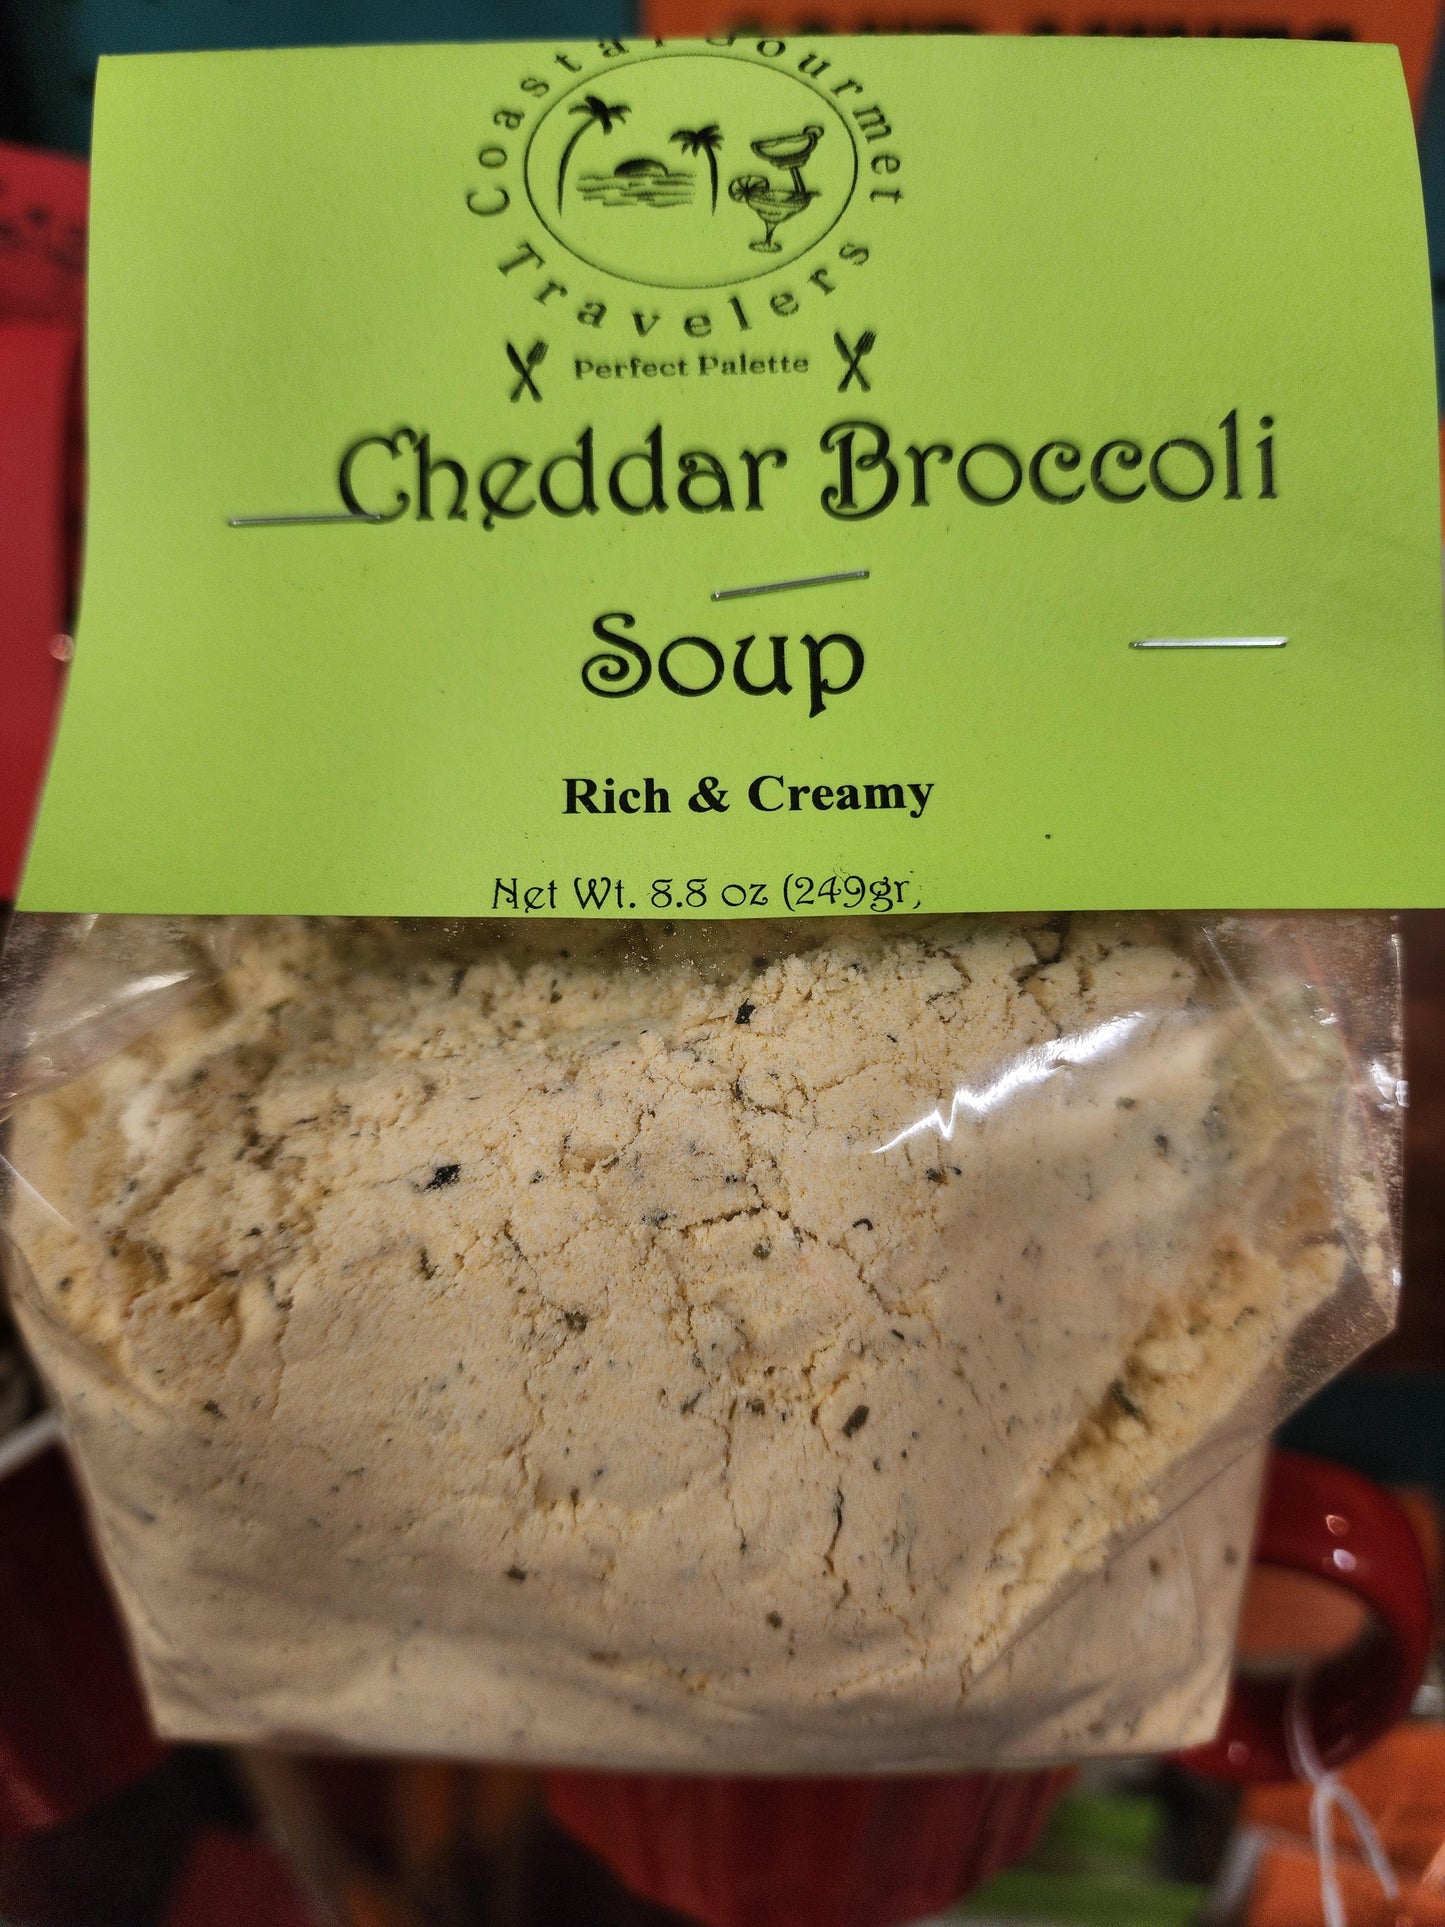 Coastal Gourmet
Travelers
Perfect Palette
Cheddar Broccoli
Soup
Rich & Creamy
Net Wt. 8.8 oz (249gr,